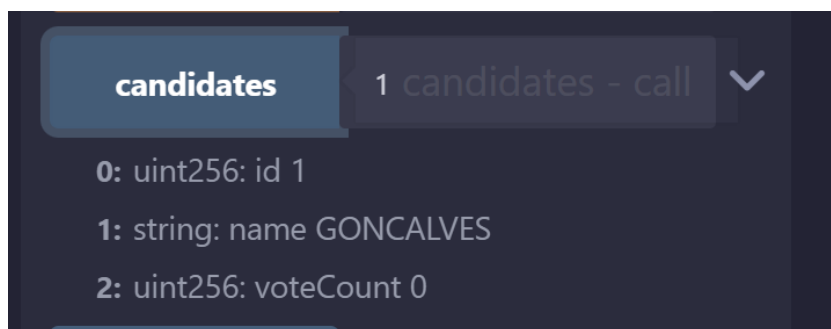 candidates 1 candidates - call
0: uint256: id 1
1: string: name GONCALVES
2: uint256: voteCount 0